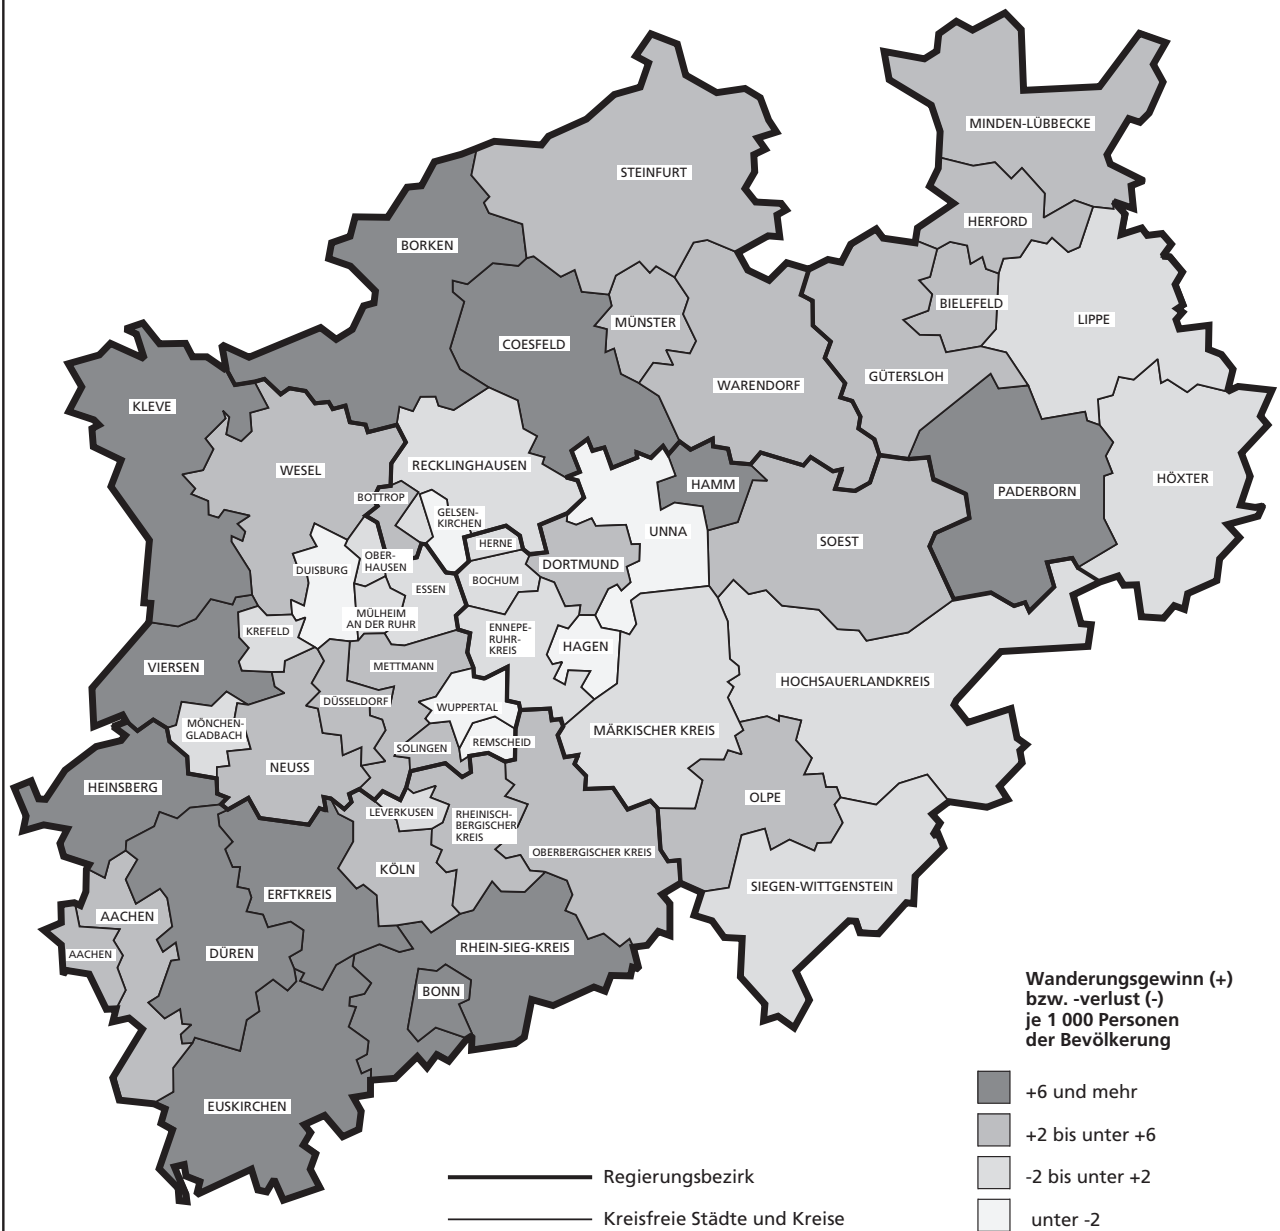 MINDEN-LÜBBECKE
STEINFURT
HERFORD
BORKEN
BIELEFELD
LIPPE
MÜNSTER
COESFELD
GÜTERSLOH
WARENDORF
KLEVE
RECKLINGHAUSEN
WESEL
HÖXTER
HAMM
PADERBORN
BOTTROP
GELSEN-
KIRCHEN
UNNA
SOEST
HERNE
DORTMUND
OBER-
HAUSEN
DUISBURG
BOCHUM
ESSEN
MÜLHEIM
AN DER RUHR
KREFELD
ENNEPE-
RUHR-
KREIS
HAGEN
VIERSEN
METTMANN
HOCHSAUERLANDKREIS
DÜSSELDORF
WUPPERTAL
MÖNCHEN-
GLADBACH
MÄRKISCHER KREIS
REMSCHEID
SOLINGEN
NEUSS
HEINSBERG
OLPE
LEVERKUSEN
RHEINISCH-
BERGISCHER
KREIS
OBERBERGISCHER KREIS
KÖLN
SIEGEN-WITTGENSTEIN
ERFTKREIS
AACHEN
RHEIN-SIEG-KREIS
DÜREN
AACHEN
BONN
EUSKIRCHEN
Wanderungsgewinn (+)
bzw. -verlust (-)
je 1 000 Personen
der Bevölkerung
+6 und mehr
+2 bis unter +6
-2 bis unter +2
unter -2
Regierungsbezirk
Kreisfreie Städte und Kreise